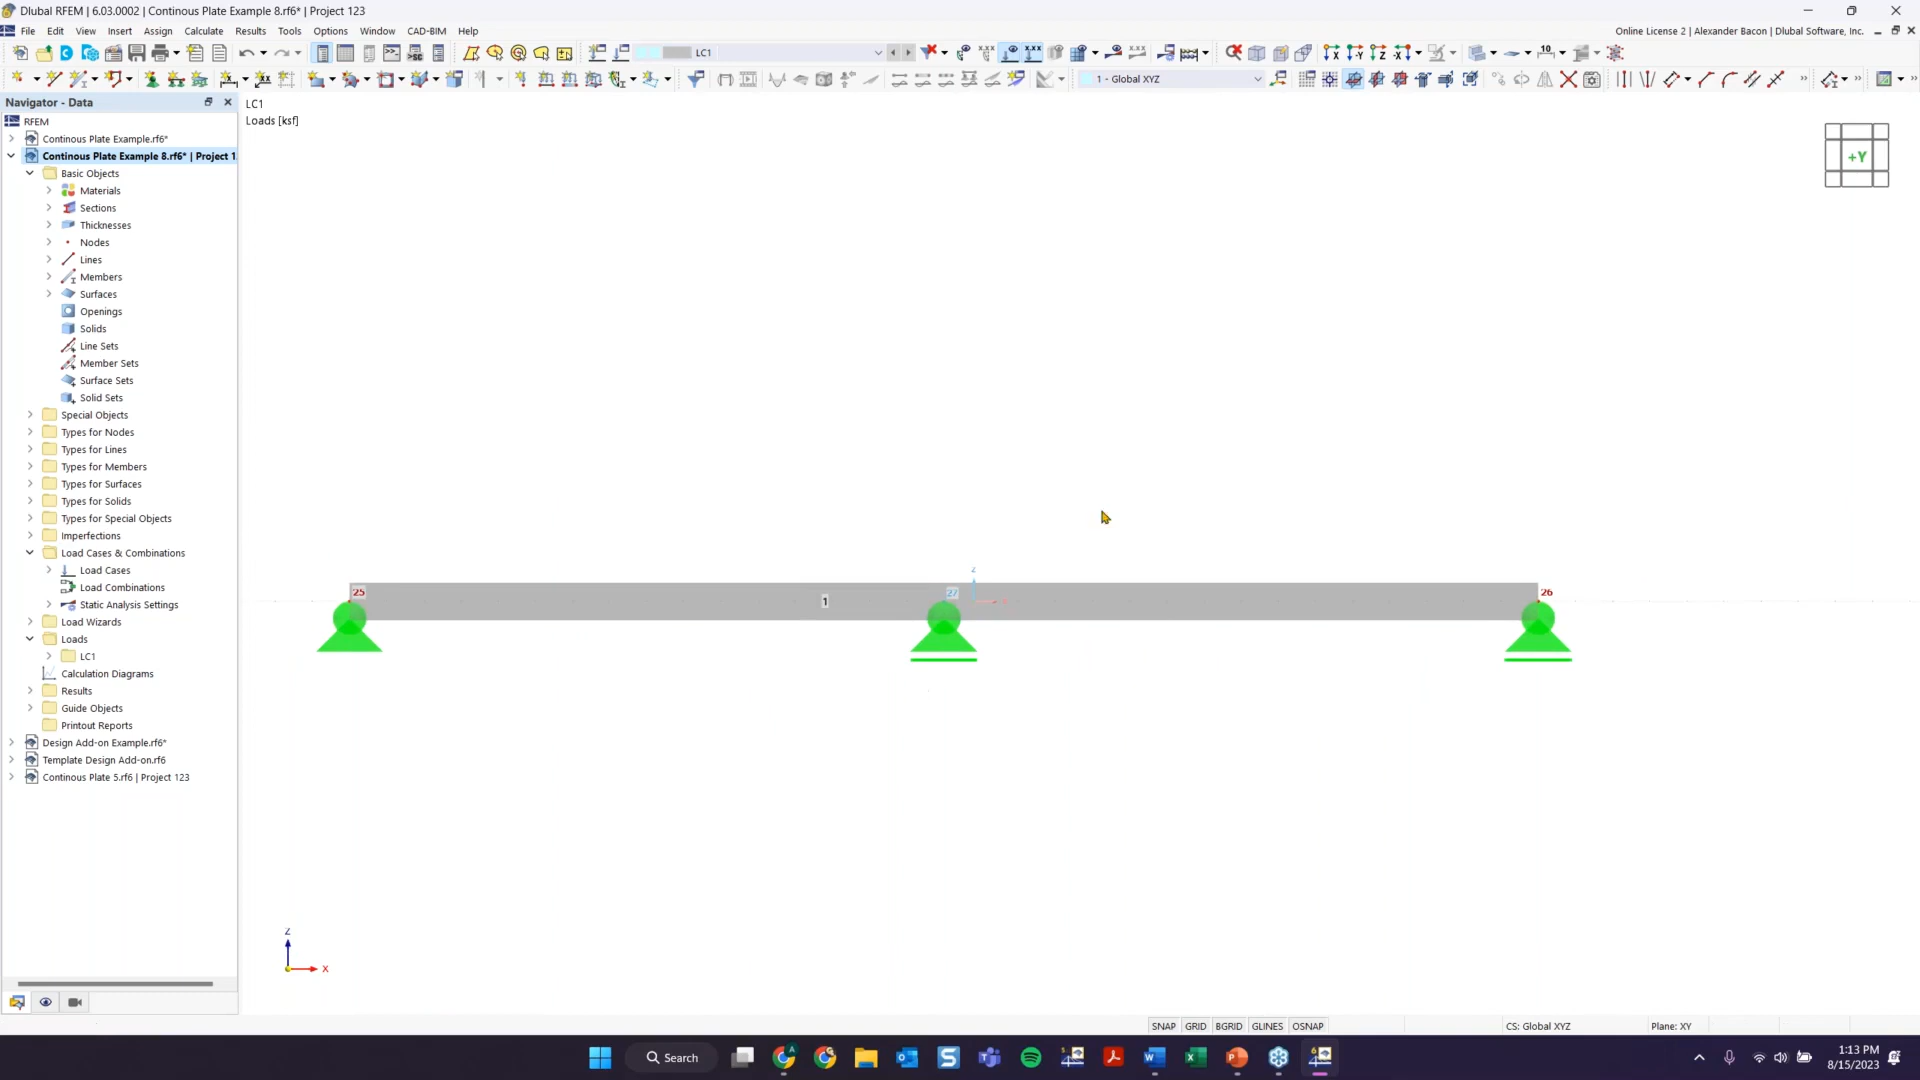 Dlubal RFEM | 6.03.0002 | Continous Plate Example 8.rf6* | Project 123
File Edit View Insert Assign Calculate Results Tools Options Window CAD-BIM Help
Online License 2 | Alexander Bacon | Dlubal Software, Inc.
LC1
1 - Global XYZ
Navigator - Data
RFEM
Continous Plate Example.rf6*
Continous Plate Example 8.rf6* | Project 1
Basic Objects
Materials
Sections
Thicknesses
Nodes
Lines
Members
Surfaces
Openings
Solids
Line Sets
Member Sets
Surface Sets
Solid Sets
Special Objects
Types for Nodes
Types for Lines
Types for Members
Types for Surfaces
Types for Solids
Types for Special Objects
Imperfections
Load Cases & Combinations
Load Cases
Load Combinations
Static Analysis Settings
Load Wizards
Loads
LC1
Calculation Diagrams
Results
Guide Objects
Printout Reports
Design Add-on Example.rf6*
Template Design Add-on.rf6
Continous Plate 5.rf6 | Project 123
LC1
Loads [ksf]
+Y
25
1
27
Z
26
Z
X
SNAP GRID BGRID GLINES OSNAP
CS: Global XYZ
Plane: XY
Search
1:13 PM
8/15/2023